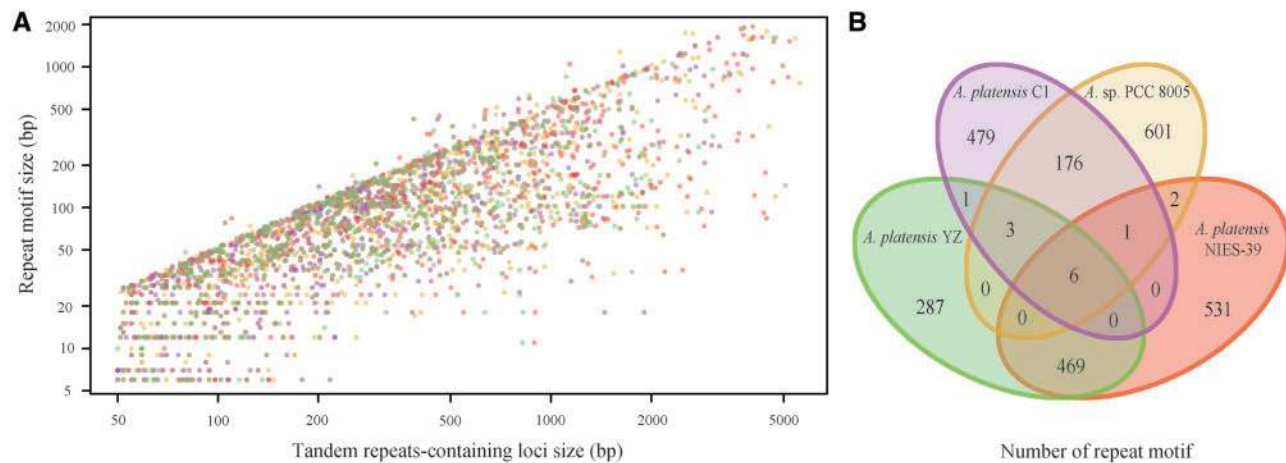 A
Repeat motif size (bp)
2000
1000
500
200
100
50
20
10
5
50 100 200 500 1000 2000 5000
Tandem repeats-containing loci size (bp)
B
A. platensis C1
A. sp. PCC 8005
479
601
176
1
2
A. platensis YZ
3
1
A. platensis
NIES-39
6
0
0
287
0
0
531
469
Number of repeat motif